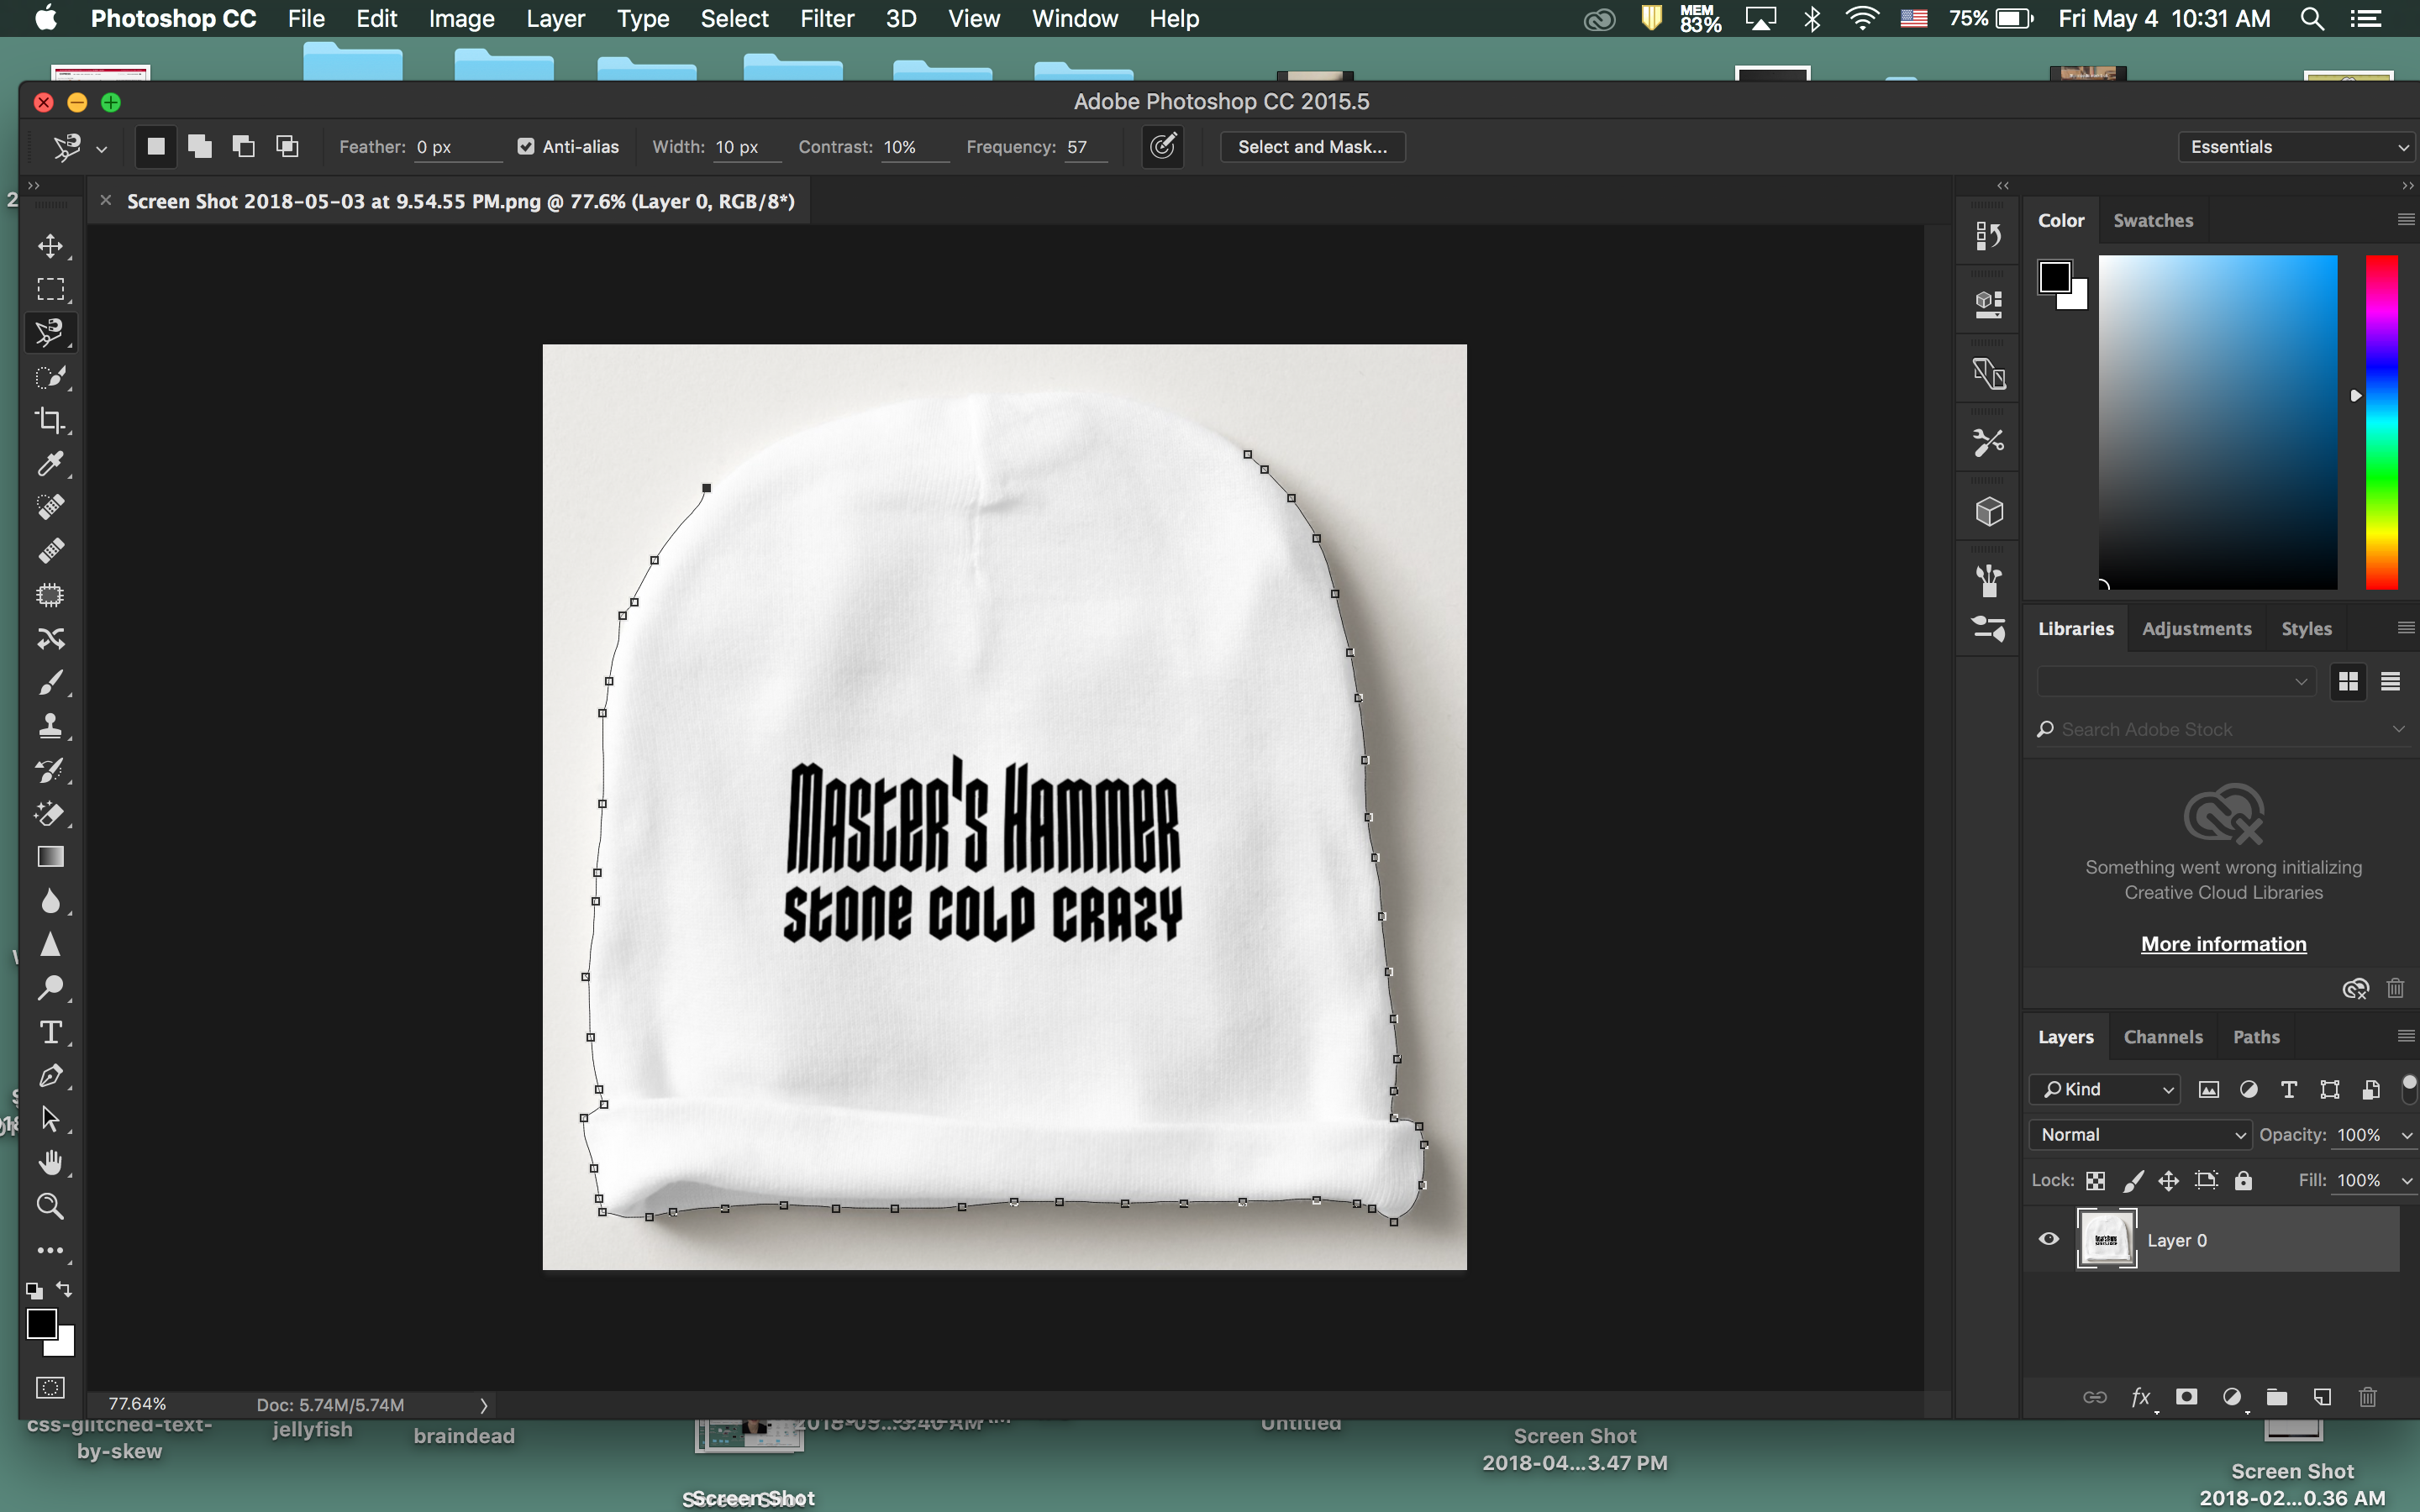 Photoshop CC File Edit Image Layer Type Select Filter 3D View Window Help MEM 83% 75% Fri May 4 10:31 AM
Adobe Photoshop CC 2015.5
Feather: 0 px Anti-alias Width: 10 px Contrast: 10% Frequency: 57 Select and Mask... Essentials
Screen Shot 2018-05-03 at 9.54.55 PM.png @ 77.6% (Layer 0, RGB/8*)
Color Swatches
Master's Hammer
Stone Cold Crazy
Libraries Adjustments Styles
Search Adobe Stock
Something went wrong initializing
Creative Cloud Libraries
More information
Layers Channels Paths
Kind
Normal Opacity: 100%
Lock: Fill: 100%
Layer 0
77.64% Doc: 5.74M/5.74M
css-glitched-text-
by-skew
jellyfish
braindead
Untitled
Screen Shot
2018-04...3.47 PM
Screen Shot
Screen Shot
2018-02...0.36 AM